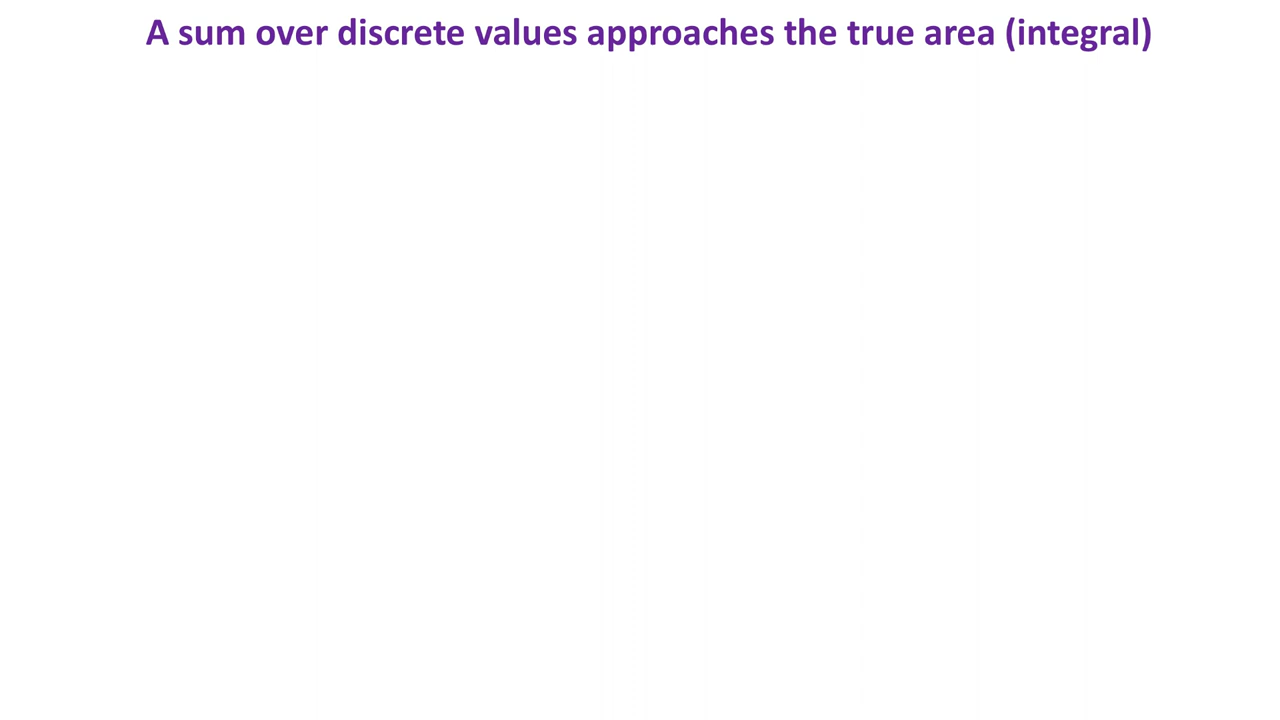 A sum over discrete values approaches the true area (integral)